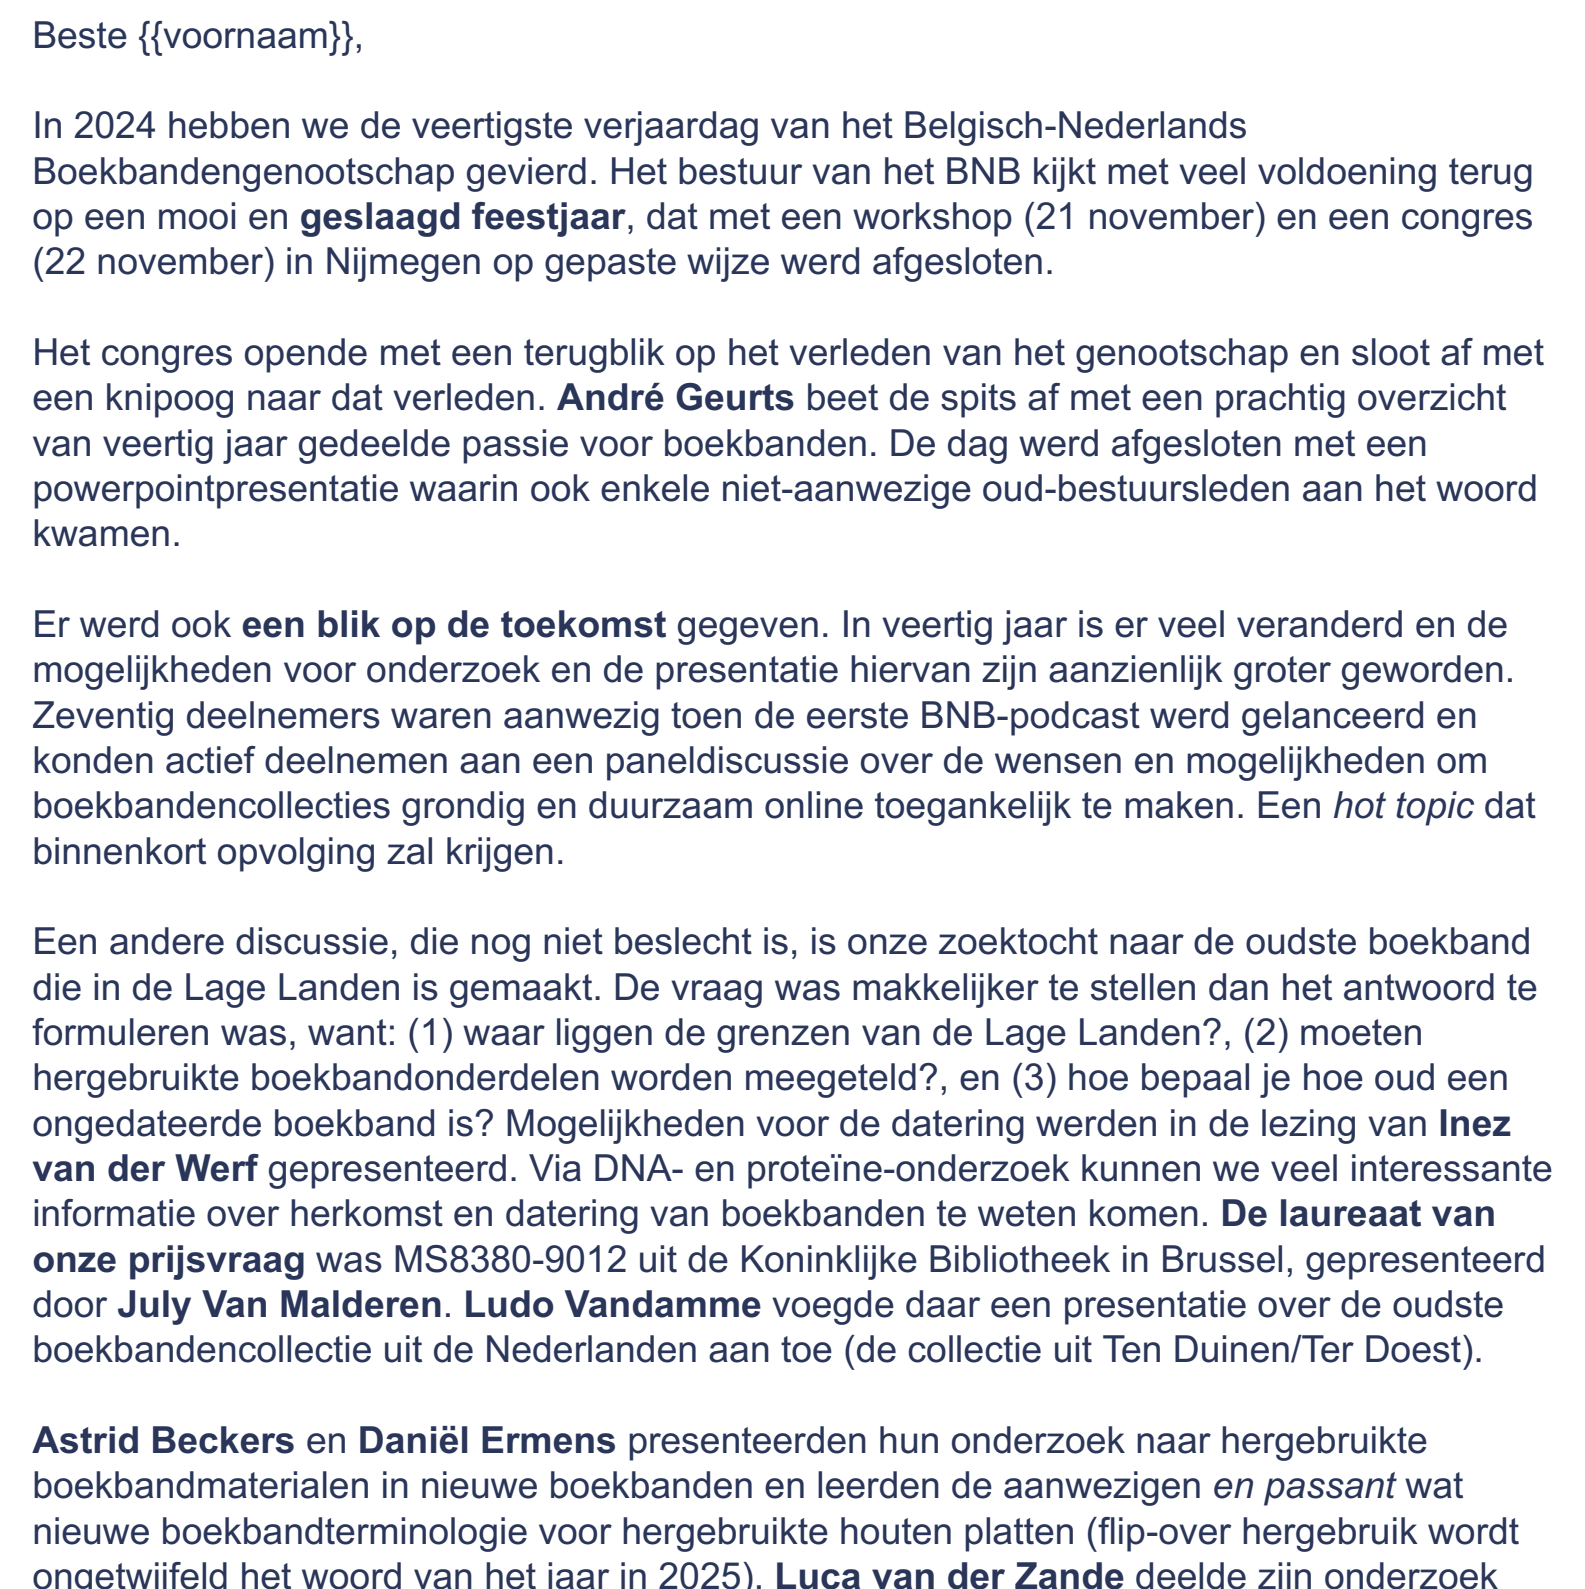 Beste {{voornaam}},
In 2024 hebben we de veertigste verjaardag van het Belgisch-Nederlands
Boekbandengenootschap gevierd. Het bestuur van het BNB kijkt met veel voldoening terug
op een mooi en geslaagd feestjaar, dat met een workshop (21 november) en een congres
(22 november) in Nijmegen op gepaste wijze werd afgesloten.
Het congres opende met een terugblik op het verleden van het genootschap en sloot af met
een knipoog naar dat verleden. André Geurts beet de spits af met een prachtig overzicht
van veertig jaar gedeelde passie voor boekbanden. De dag werd afgesloten met een
powerpointpresentatie waarin ook enkele niet-aanwezige oud-bestuursleden aan het woord
kwamen.
Er werd ook een blik op de toekomst gegeven. In veertig jaar is er veel veranderd en de
mogelijkheden voor onderzoek en de presentatie hiervan zijn aanzienlijk groter geworden.
Zeventig deelnemers waren aanwezig toen de eerste BNB-podcast werd gelanceerd en
konden actief deelnemen aan een paneldiscussie over de wensen en mogelijkheden om
boekbandencollecties grondig en duurzaam online toegankelijk te maken. Een hot topic dat
binnenkort opvolging zal krijgen.
Een andere discussie, die nog niet beslecht is, is onze zoektocht naar de oudste boekband
die in de Lage Landen is gemaakt. De vraag was makkelijker te stellen dan het antwoord te
formuleren was, want: (1) waar liggen de grenzen van de Lage Landen?, (2) moeten
hergebruikte boekbandonderdelen worden meegeteld?, en (3) hoe bepaal je hoe oud een
ongedateerde boekband is? Mogelijkheden voor de datering werden in de lezing van Inez
van der Werf gepresenteerd. Via DNA- en proteïne-onderzoek kunnen we veel interessante
informatie over herkomst en datering van boekbanden te weten komen. De laureaat van
onze prijsvraag was MS8380-9012 uit de Koninklijke Bibliotheek in Brussel, gepresenteerd
door July Van Malderen. Ludo Vandamme voegde daar een presentatie over de oudste
boekbandencollectie uit de Nederlanden aan toe (de collectie uit Ten Duinen/Ter Doest).
Astrid Beckers en Daniël Ermens presenteerden hun onderzoek naar hergebruikte
boekbandmaterialen in nieuwe boekbanden en leerden de aanwezigen en passant wat
nieuwe boekbandterminologie voor hergebruikte houten platten (flip-over hergebruik wordt
ongetwijfeld het woord van het jaar in 2025). Luca van der Zande deelde zijn onderzoek